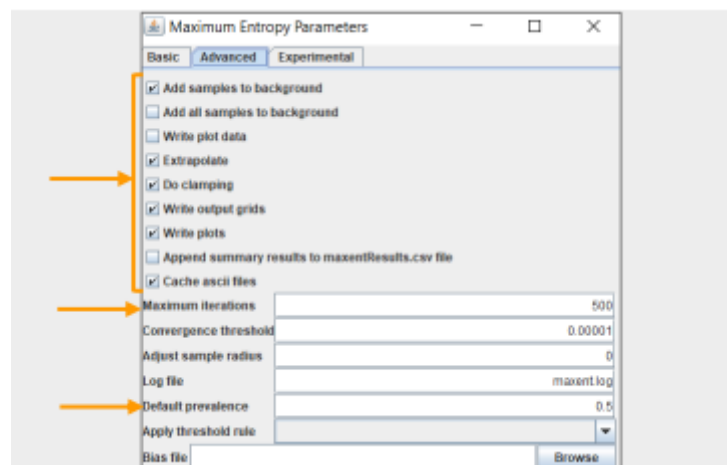 Maximum Entropy Parameters
Basic Advanced Experimental
Add samples to background
Add all samples to background
Write plot data
Extrapolate
Do clamping
Write output grids
Write plots
Append summary results to maxentResults.csv file
Cache ascii files
Maximum iterations 500
Convergence threshold 0.00001
Adjust sample radius 0
Log file maxent.log
Default prevalence 0.5
Apply threshold rule
Bias file Browse